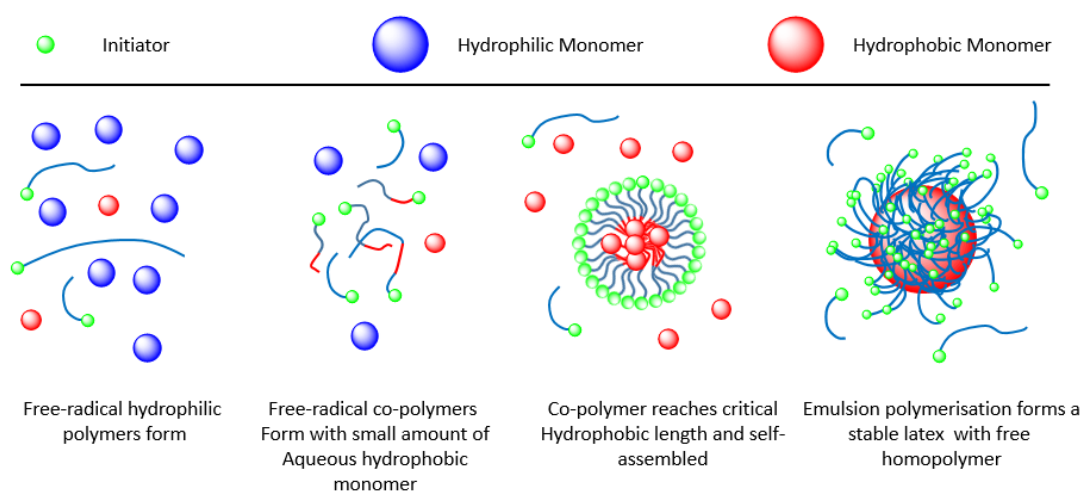 Initiator
Hydrophilic Monomer
Hydrophobic Monomer
Free-radical hydrophilic
polymers form
Free-radical co-polymers
Form with small amount of
Aqueous hydrophobic
monomer
Co-polymer reaches critical
Hydrophobic length and self-
assembled
Emulsion polymerisation forms a
stable latex with free
homopolymer